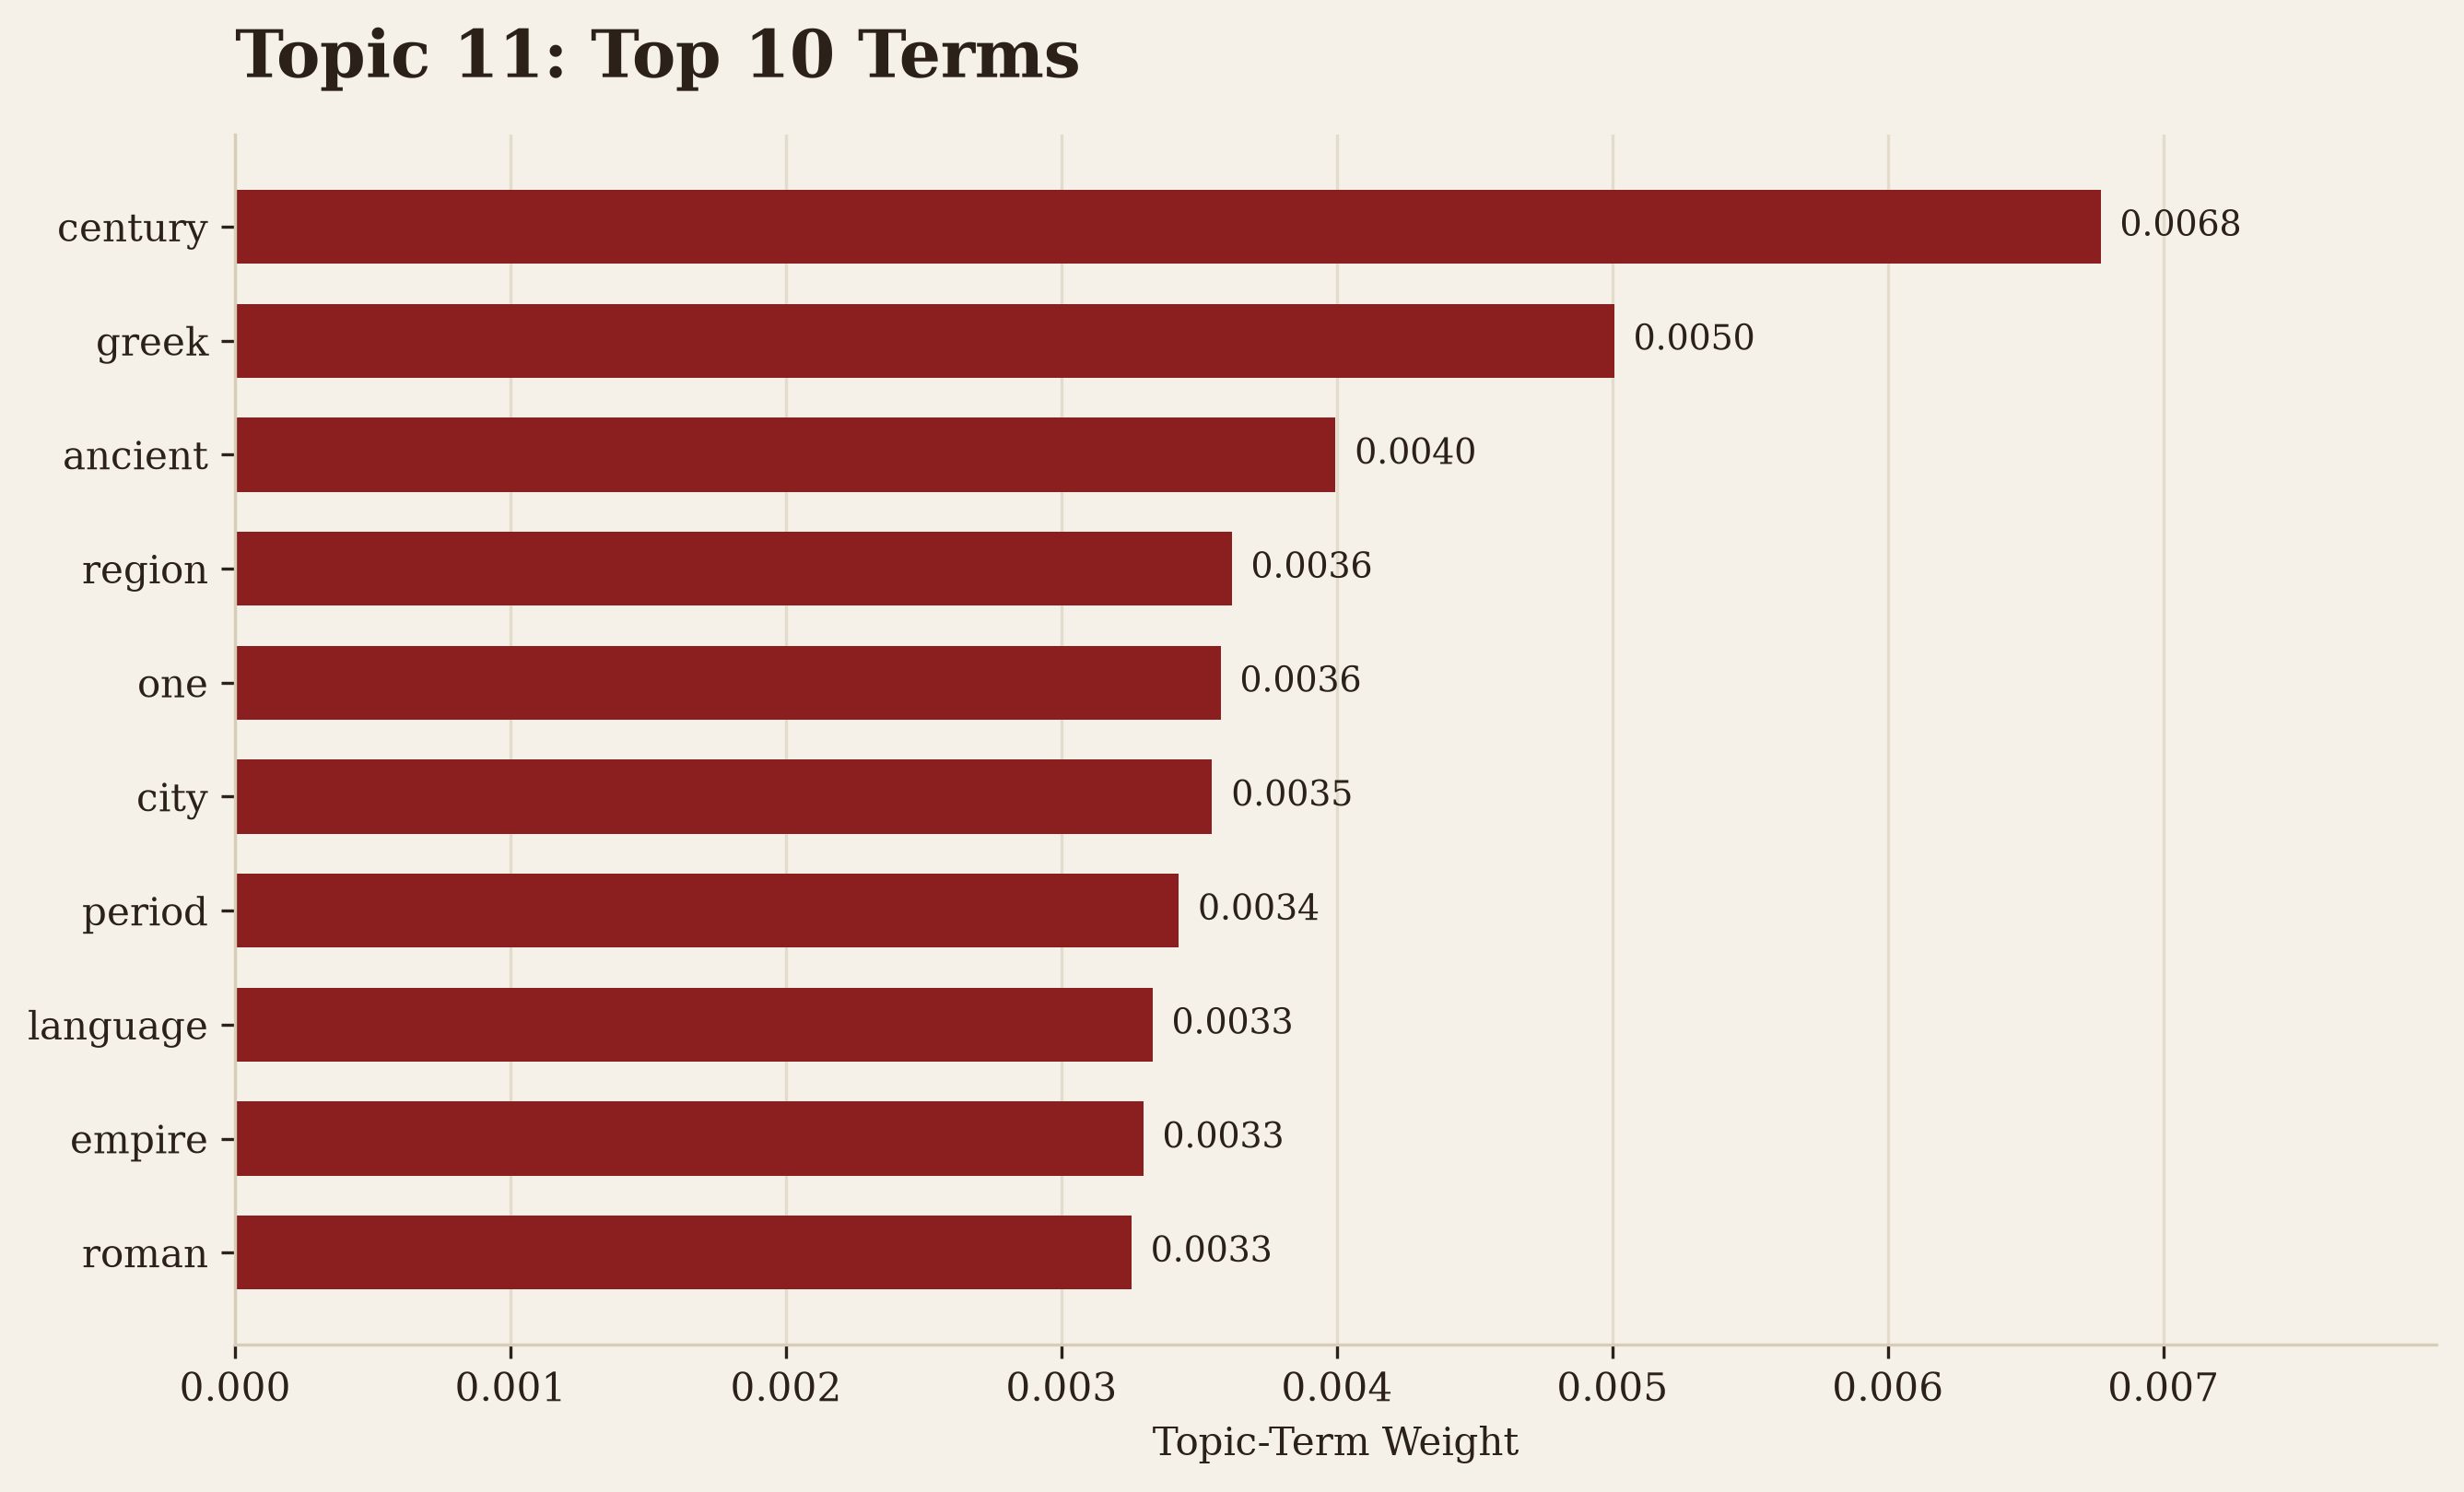 Topic 11: Top 10 Terms
century 0.0068
greek 0.0050
ancient 0.0040
region 0.0036
one 0.0036
city 0.0035
period 0.0034
language 0.0033
empire 0.0033
roman 0.0033
0.000 0.001 0.002 0.003 0.004 0.005 0.006 0.007
Topic-Term Weight